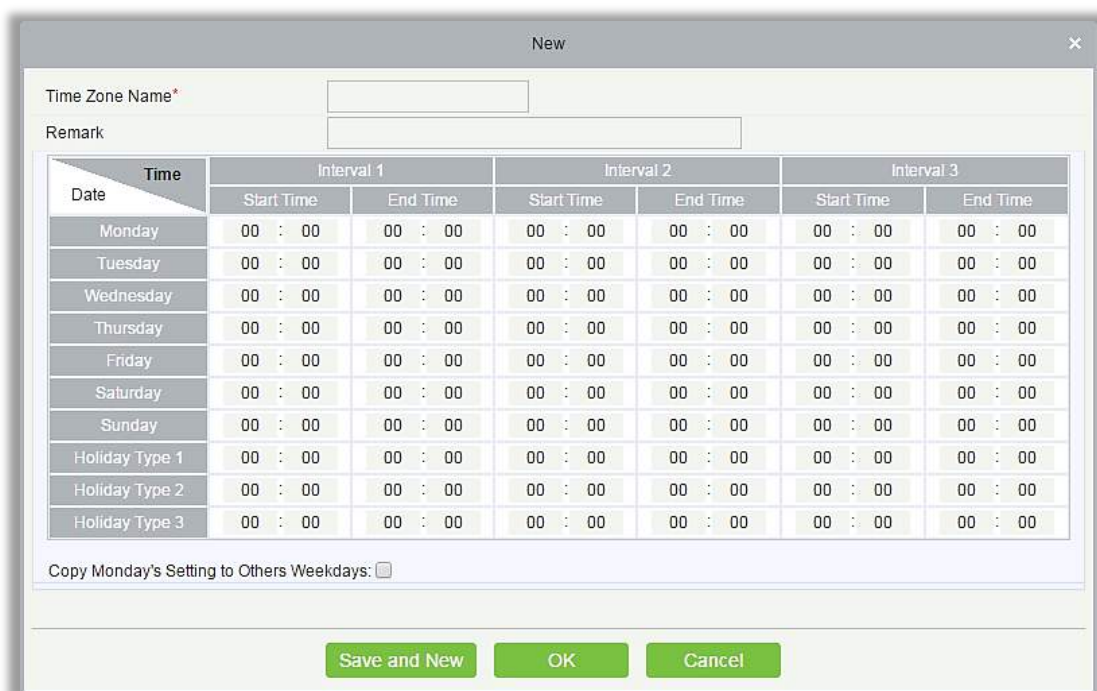 New ×
Time Zone Name*
Remark
Time Interval 1 Interval 2 Interval 3
Date Start Time End Time Start Time End Time Start Time End Time
Monday 00 : 00 00 : 00 00 : 00 00 : 00 00 : 00 00 : 00
Tuesday 00 : 00 00 : 00 00 : 00 00 : 00 00 : 00 00 : 00
Wednesday 00 : 00 00 : 00 00 : 00 00 : 00 00 : 00 00 : 00
Thursday 00 : 00 00 : 00 00 : 00 00 : 00 00 : 00 00 : 00
Friday 00 : 00 00 : 00 00 : 00 00 : 00 00 : 00 00 : 00
Saturday 00 : 00 00 : 00 00 : 00 00 : 00 00 : 00 00 : 00
Sunday 00 : 00 00 : 00 00 : 00 00 : 00 00 : 00 00 : 00
Holiday Type 1 00 : 00 00 : 00 00 : 00 00 : 00 00 : 00 00 : 00
Holiday Type 2 00 : 00 00 : 00 00 : 00 00 : 00 00 : 00 00 : 00
Holiday Type 3 00 : 00 00 : 00 00 : 00 00 : 00 00 : 00 00 : 00
Copy Monday's Setting to Others Weekdays:
Save and New OK Cancel